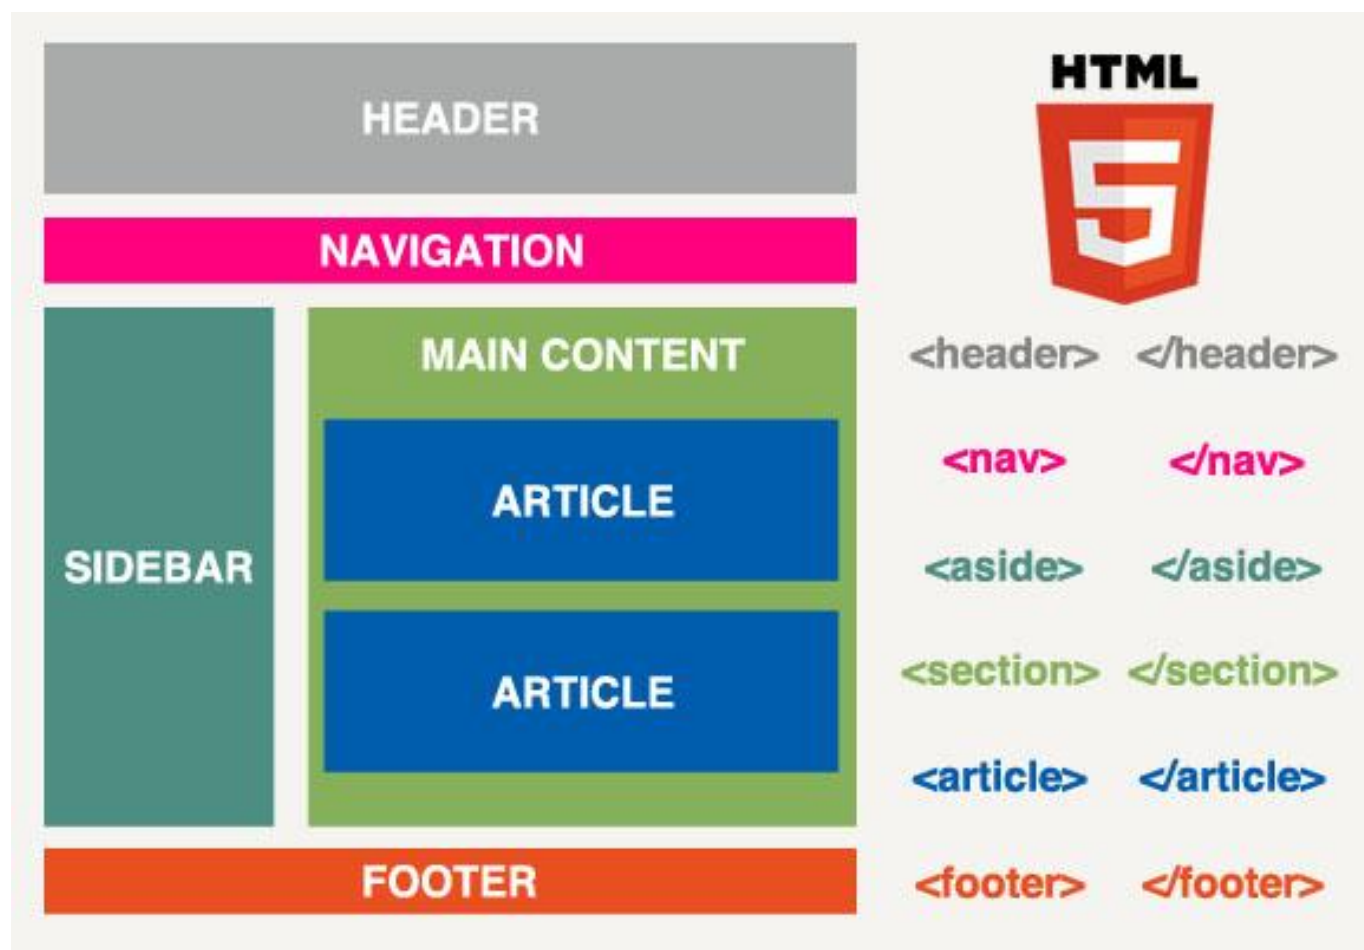 HEADER
NAVIGATION
SIDEBAR
MAIN CONTENT
ARTICLE
ARTICLE
FOOTER
HTML
5
<header> </header>
<nav> </nav>
<aside> </aside>
<section> </section>
<article> </article>
<footer> </footer>